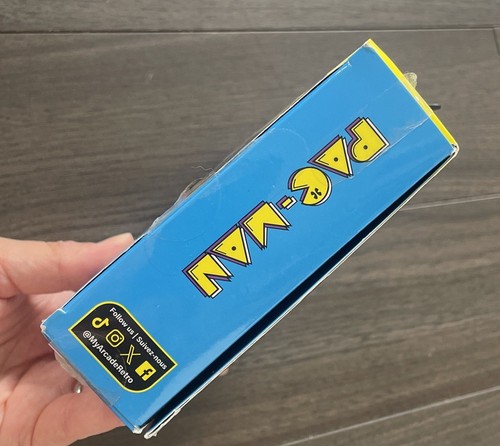 PAC-MAN
Follow us | Suivez-nous
@MyArcadeRetro